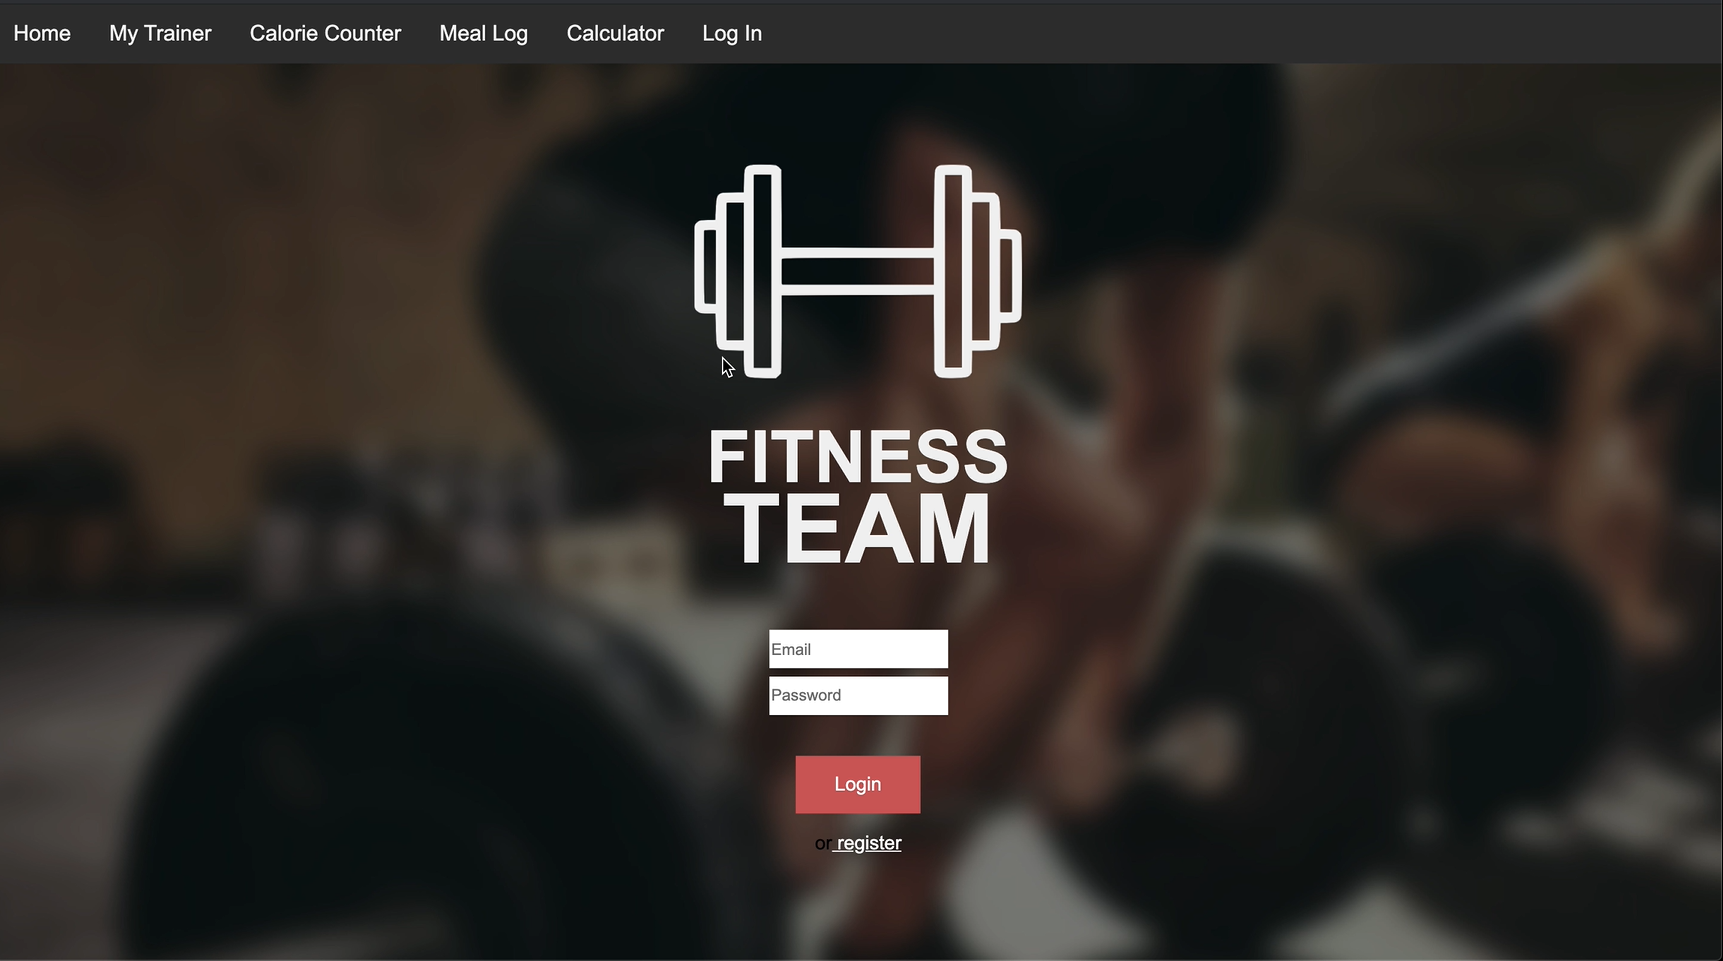 Home My Trainer Calorie Counter Meal Log Calculator Log In
FITNESS
TEAM
Email
Password
Login
or register